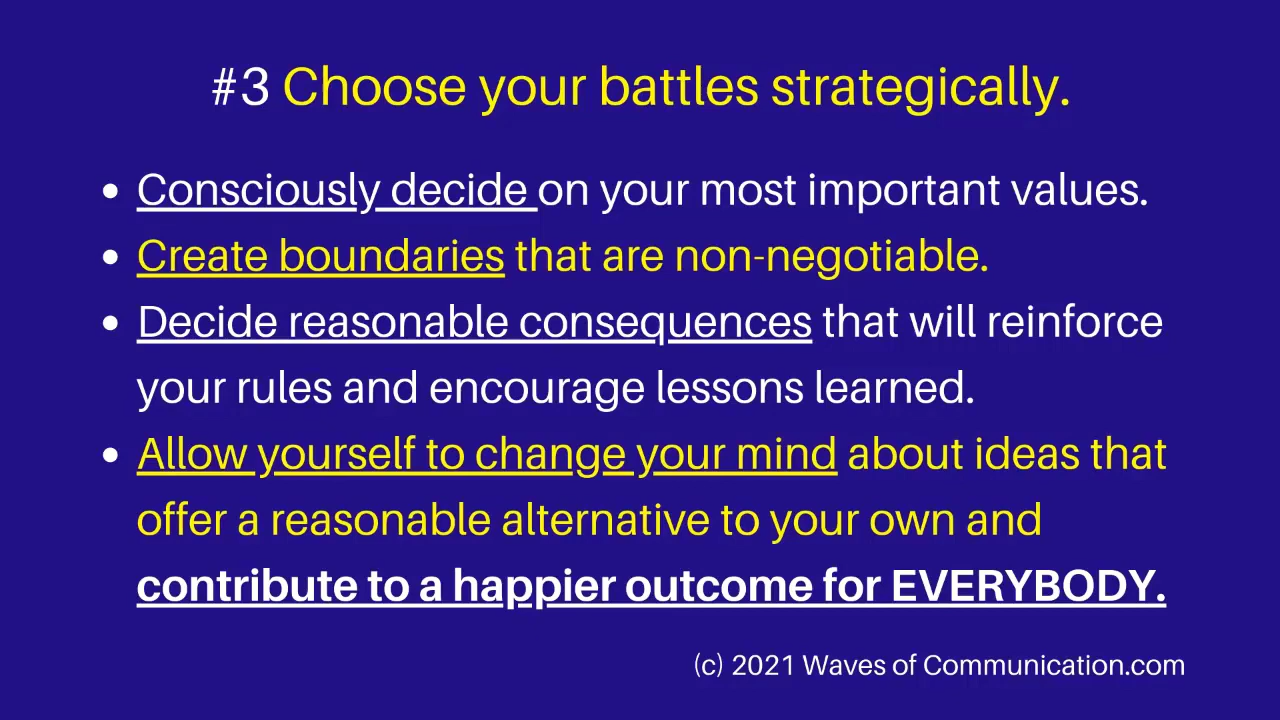 #3 Choose your battles strategically.
• Consciously decide on your most important values.
• Create boundaries that are non-negotiable.
• Decide reasonable consequences that will reinforce
your rules and encourage lessons learned.
• Allow yourself to change your mind about ideas that
offer a reasonable alternative to your own and
contribute to a happier outcome for EVERYBODY.
(c) 2021 Waves of Communication.com